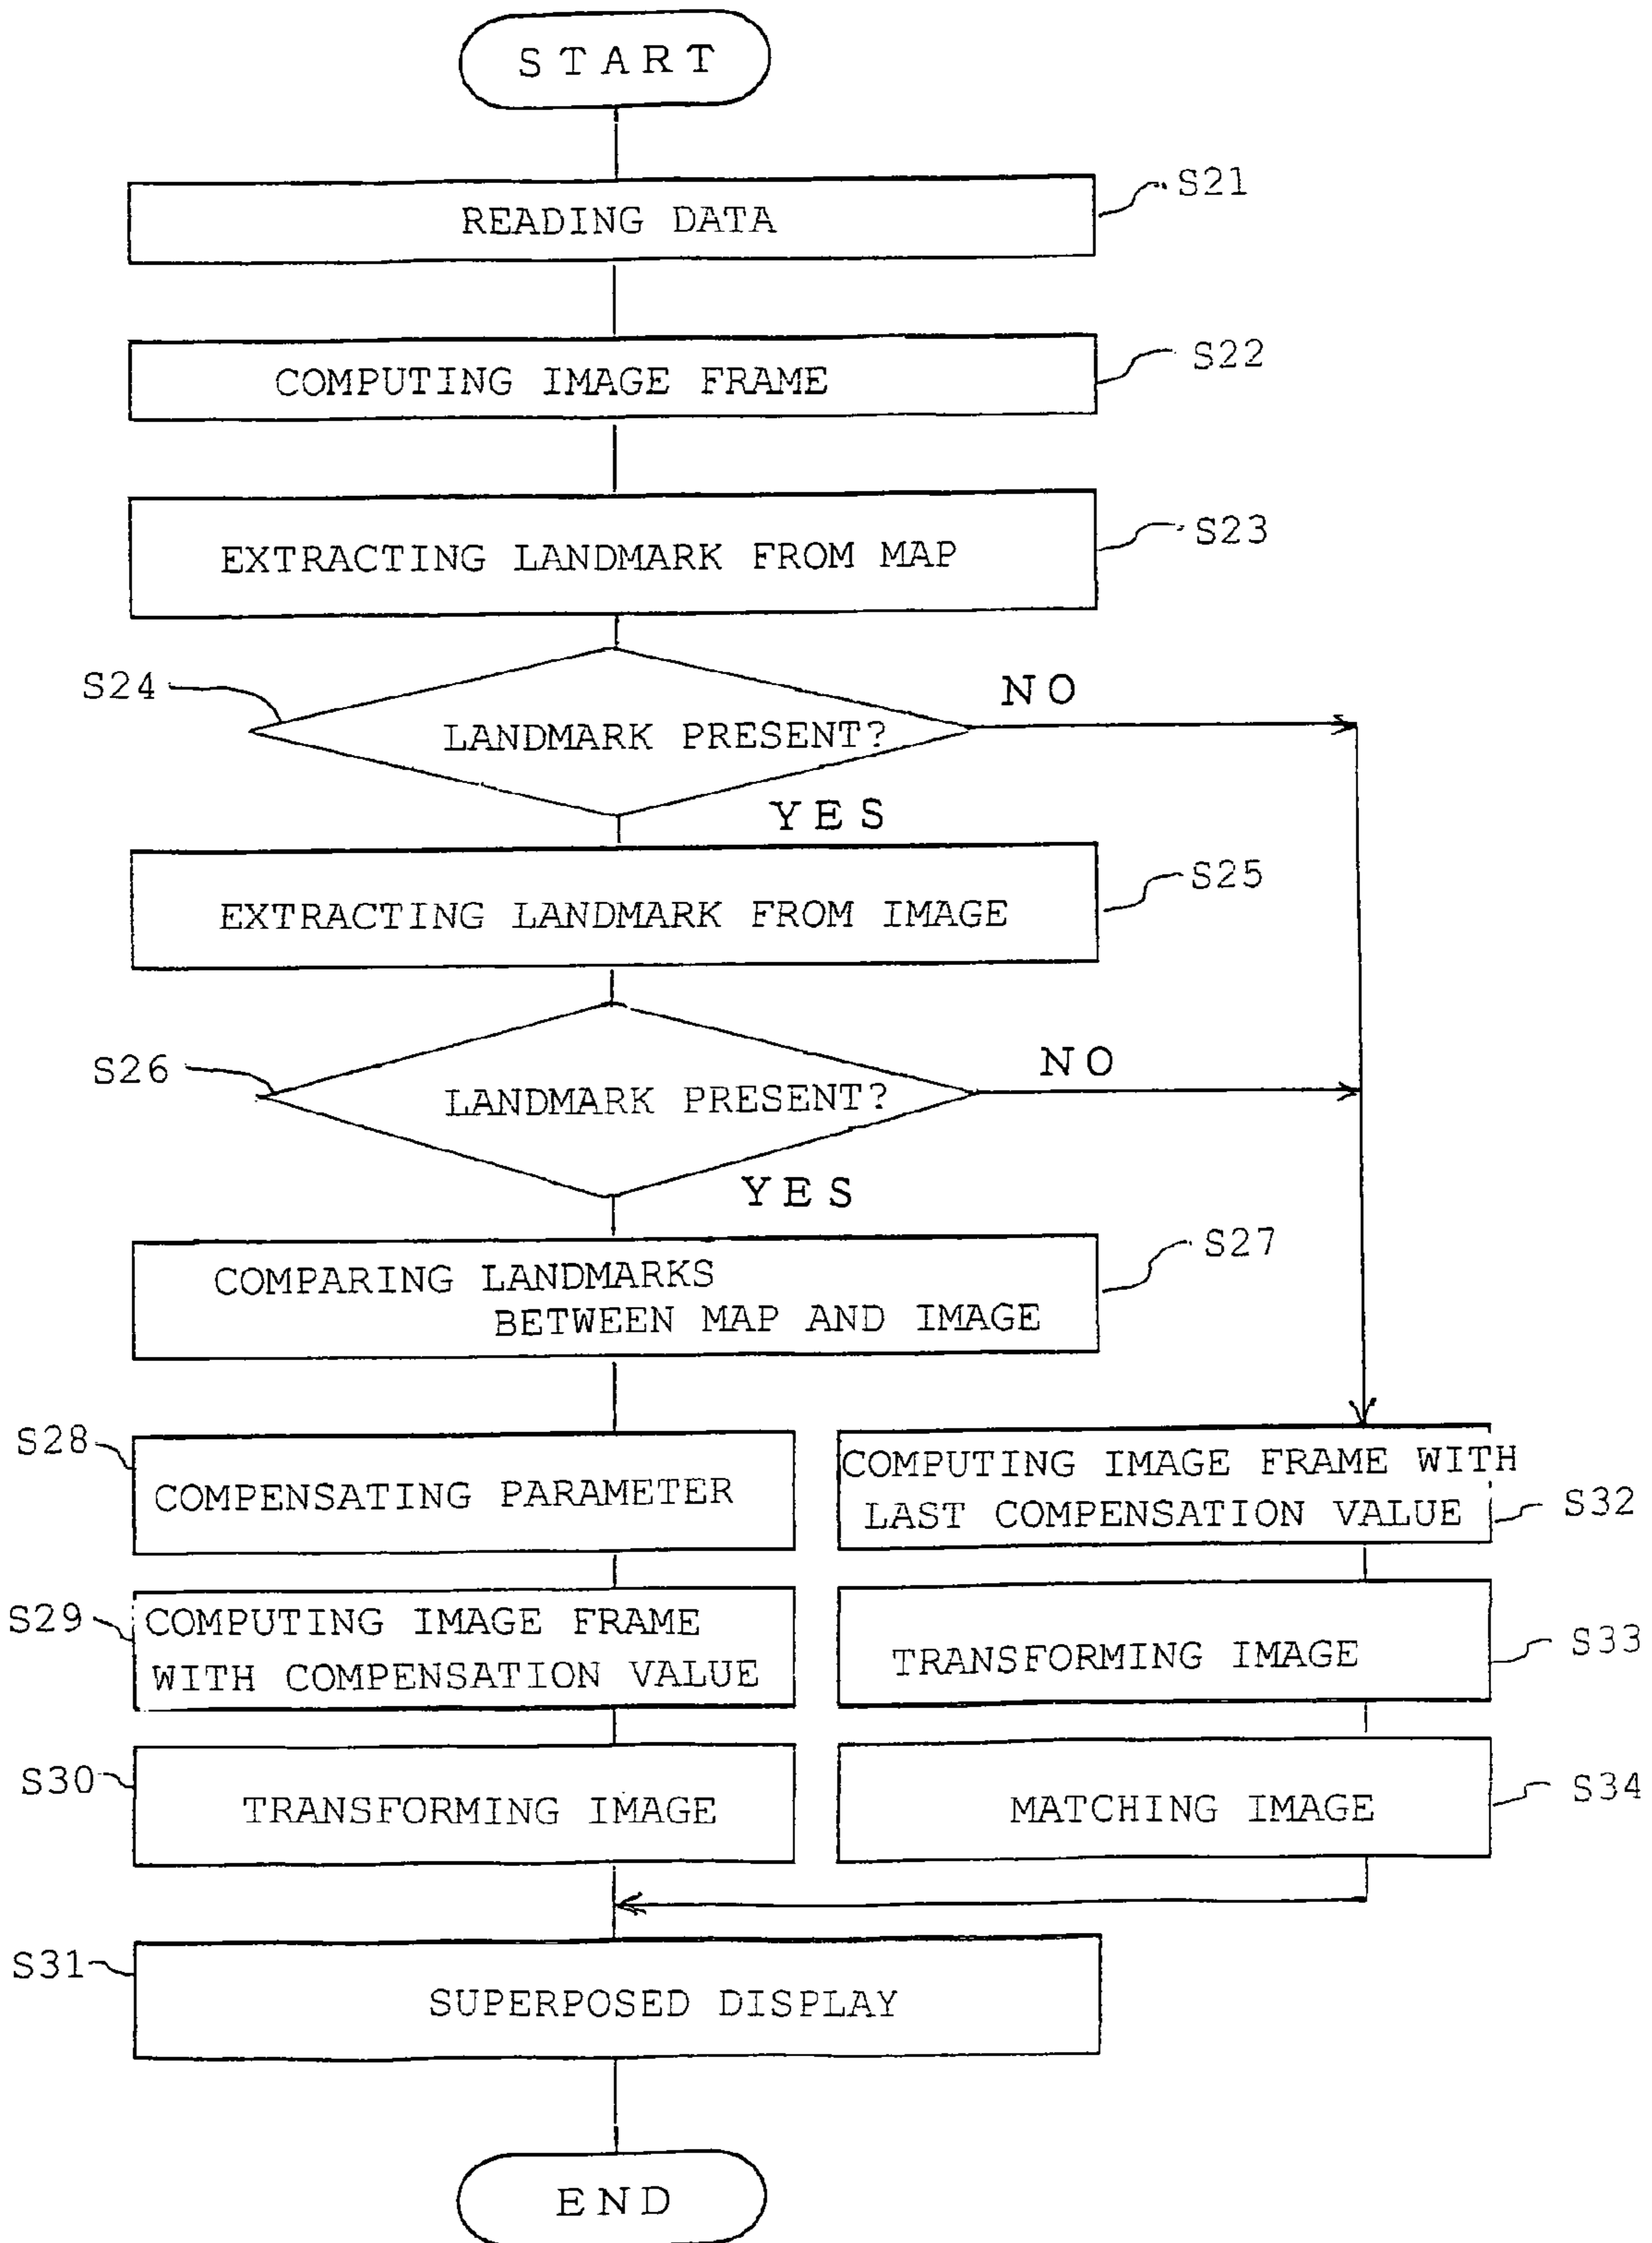 START
S21
READING DATA
S22
COMPUTING IMAGE FRAME
S23
EXTRACTING LANDMARK FROM MAP
S24
NO
LANDMARK PRESENT?
YES
S25
EXTRACTING LANDMARK FROM IMAGE
S26
NO
LANDMARK PRESENT?
YES
S27
COMPARING LANDMARKS
BETWEEN MAP AND IMAGE
S28
COMPENSATING PARAMETER
S29
COMPUTING IMAGE FRAME
WITH COMPENSATION VALUE
S30
TRANSFORMING IMAGE
COMPUTING IMAGE FRAME WITH
LAST COMPENSATION VALUE
S32
TRANSFORMING IMAGE
S33
MATCHING IMAGE
S34
S31
SUPERPOSED DISPLAY
END